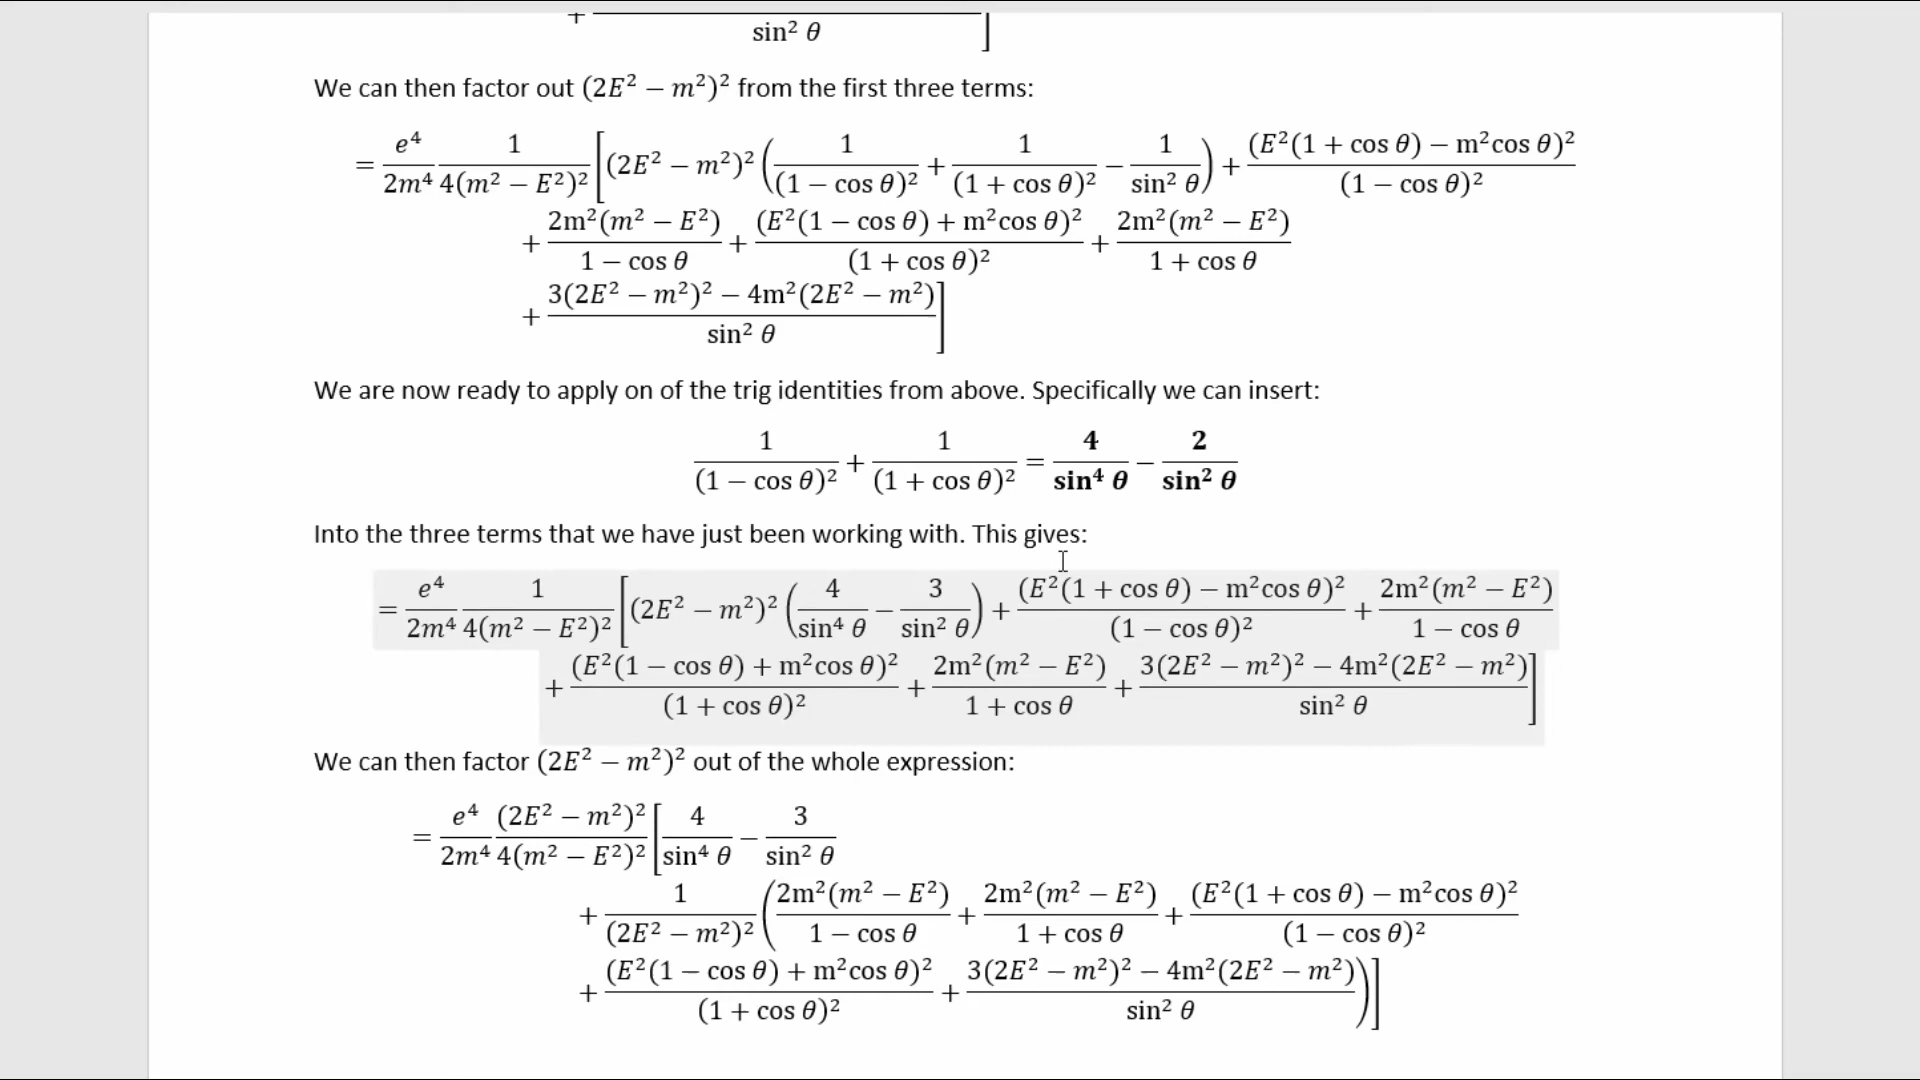 + ――― sin² θ ]
We can then factor out (2E² − m²)² from the first three terms:
= e⁴/2m⁴ 1/4(m² − E²)² [(2E² − m²)² (1/(1 − cos θ)² + 1/(1 + cos θ)² − 1/sin² θ) + (E²(1 + cos θ) − m²cos θ)²/(1 − cos θ)²
+ 2m²(m² − E²)/1 − cos θ + (E²(1 − cos θ) + m²cos θ)²/(1 + cos θ)² + 2m²(m² − E²)/1 + cos θ
+ 3(2E² − m²)² − 4m²(2E² − m²)/sin² θ]
We are now ready to apply on of the trig identities from above. Specifically we can insert:
1/(1 − cos θ)² + 1/(1 + cos θ)² = 4/sin⁴ θ − 2/sin² θ
Into the three terms that we have just been working with. This gives:
= e⁴/2m⁴ 1/4(m² − E²)² [(2E² − m²)² (4/sin⁴ θ − 3/sin² θ) + (E²(1 + cos θ) − m²cos θ)²/(1 − cos θ)² + 2m²(m² − E²)/1 − cos θ
+ (E²(1 − cos θ) + m²cos θ)²/(1 + cos θ)² + 2m²(m² − E²)/1 + cos θ + 3(2E² − m²)² − 4m²(2E² − m²)/sin² θ]
We can then factor (2E² − m²)² out of the whole expression:
= e⁴/2m⁴ (2E² − m²)²/4(m² − E²)² [4/sin⁴ θ − 3/sin² θ
+ 1/(2E² − m²)² (2m²(m² − E²)/1 − cos θ + 2m²(m² − E²)/1 + cos θ + (E²(1 + cos θ) − m²cos θ)²/(1 − cos θ)²
+ (E²(1 − cos θ) + m²cos θ)²/(1 + cos θ)² + 3(2E² − m²)² − 4m²(2E² − m²)/sin² θ)]